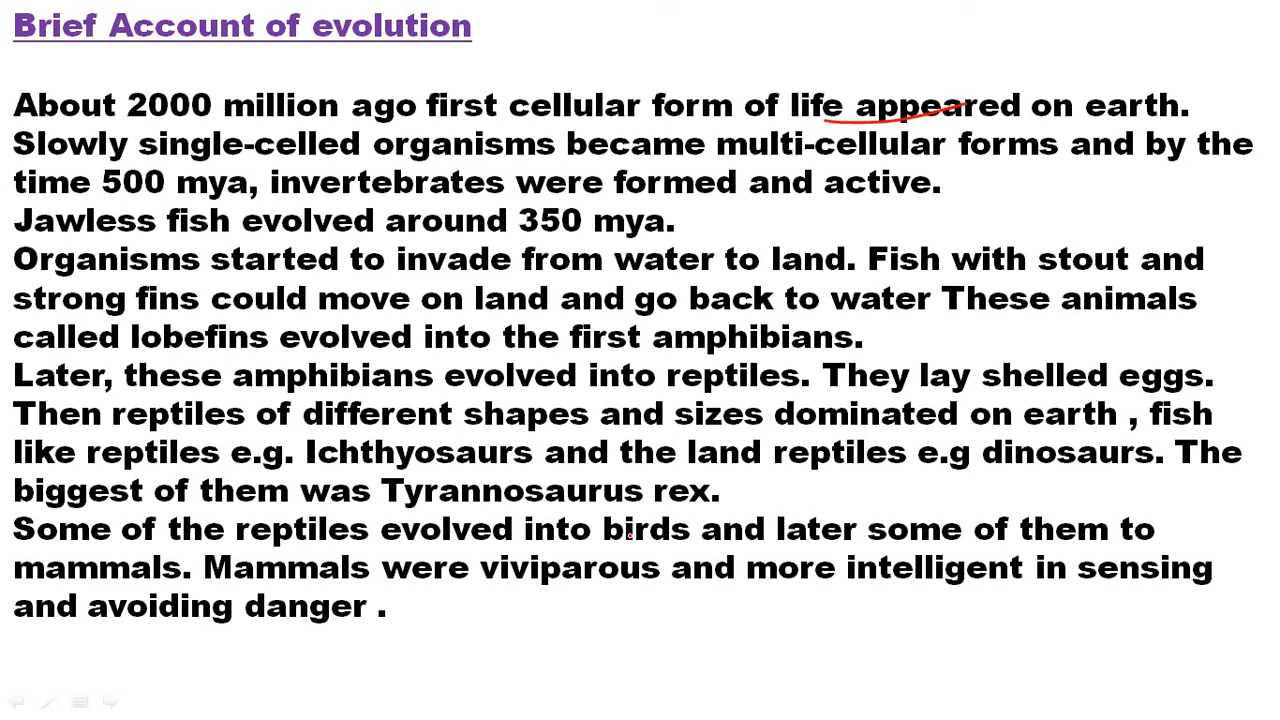 Brief Account of evolution
About 2000 million ago first cellular form of life appeared on earth.
Slowly single-celled organisms became multi-cellular forms and by the
time 500 mya, invertebrates were formed and active.
Jawless fish evolved around 350 mya.
Organisms started to invade from water to land. Fish with stout and
strong fins could move on land and go back to water These animals
called lobefins evolved into the first amphibians.
Later, these amphibians evolved into reptiles. They lay shelled eggs.
Then reptiles of different shapes and sizes dominated on earth , fish
like reptiles e.g. Ichthyosaurs and the land reptiles e.g dinosaurs. The
biggest of them was Tyrannosaurus rex.
Some of the reptiles evolved into birds and later some of them to
mammals. Mammals were viviparous and more intelligent in sensing
and avoiding danger .